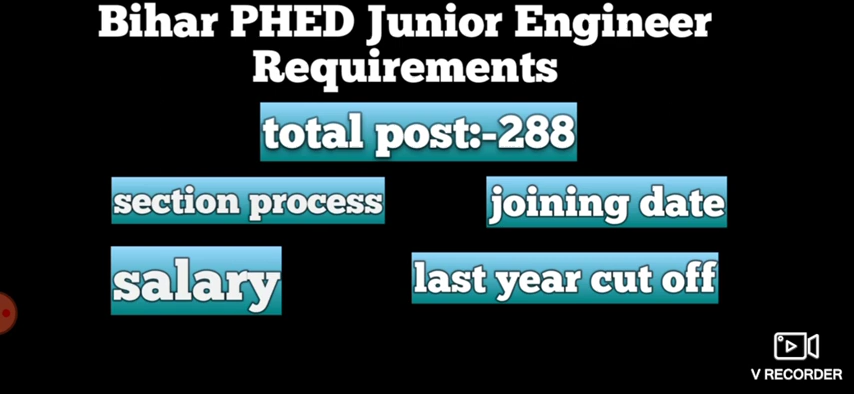 Bihar PHED Junior Engineer
Requirements
total post:-288
section process
joining date
salary
last year cut off
V RECORDER